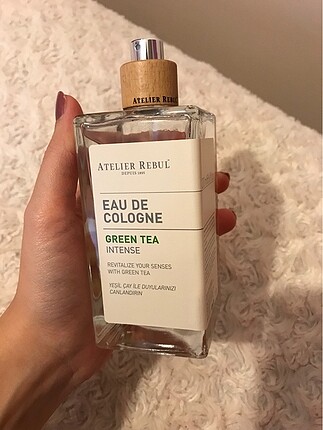 ATELIER REBUL
ATELIER REBUL
DEPUIS 1895
EAU DE
COLOGNE
GREEN TEA
INTENSE
REVITALIZE YOUR SENSES
WITH GREEN TEA
YEŞİL ÇAY İLE DUYULARINIZI
CANLANDIRIN